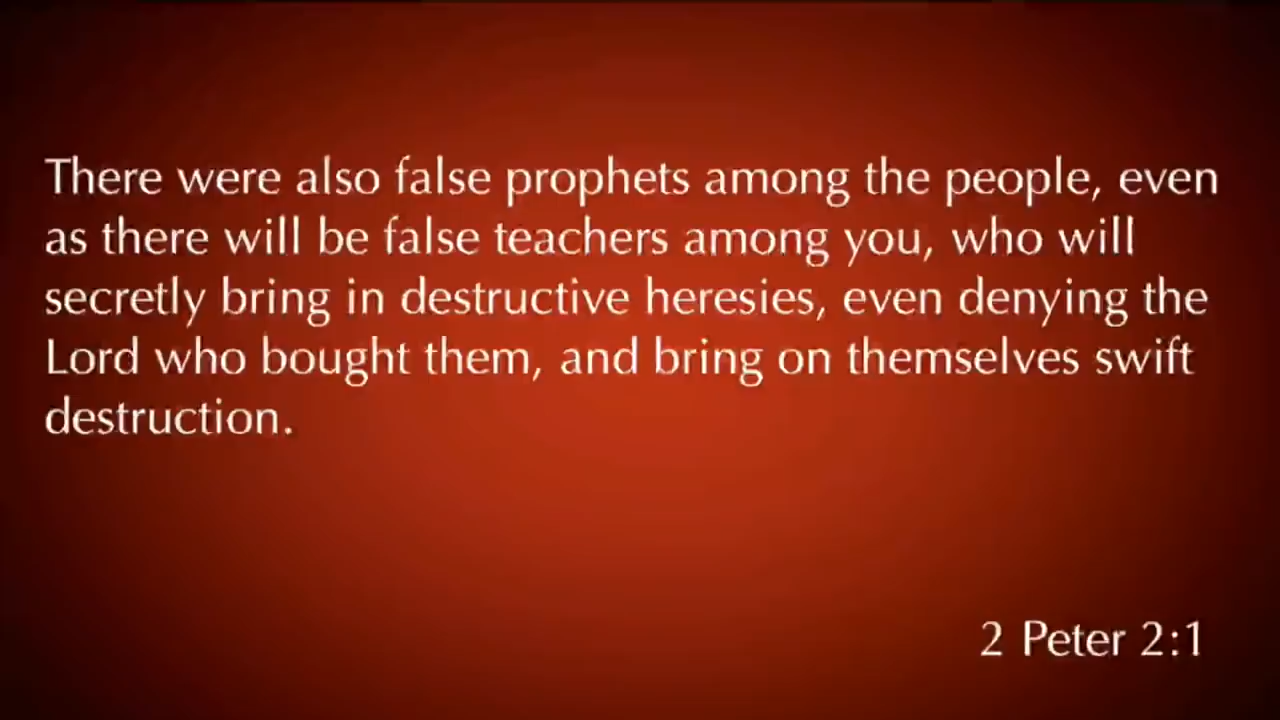 There were also false prophets among the people, even
as there will be false teachers among you, who will
secretly bring in destructive heresies, even denying the
Lord who bought them, and bring on themselves swift
destruction.
2 Peter 2:1